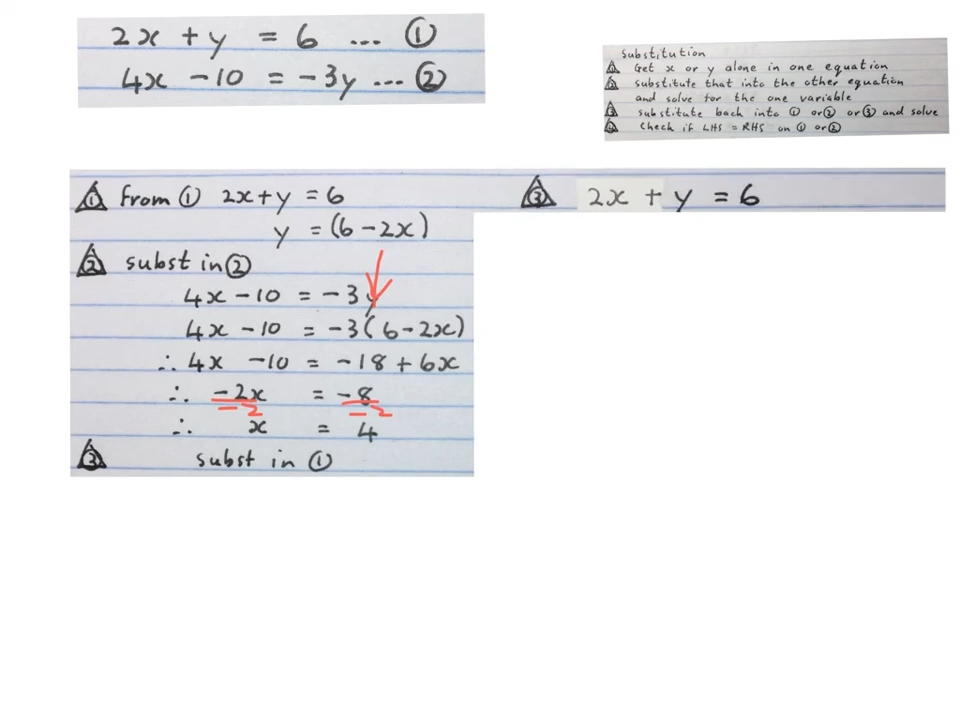 2x + y = 6 ... ①
4x - 10 = -3y ... ②
Substitution
△1 Get x or y alone in one equation
△2 substitute that into the other equation
and solve for the one variable
△3 substitute back into ① or ② or ③ and solve
△4 Check if LHS = RHS on ① or ②
△1 From ① 2x + y = 6
y = (6 - 2x)
△2 subst in ②
4x - 10 = -3y
4x - 10 = -3(6 - 2x)
∴ 4x - 10 = -18 + 6x
∴ -2x = -8
-2 -2
∴ x = 4
△3 subst in ①
△3 2x + y = 6